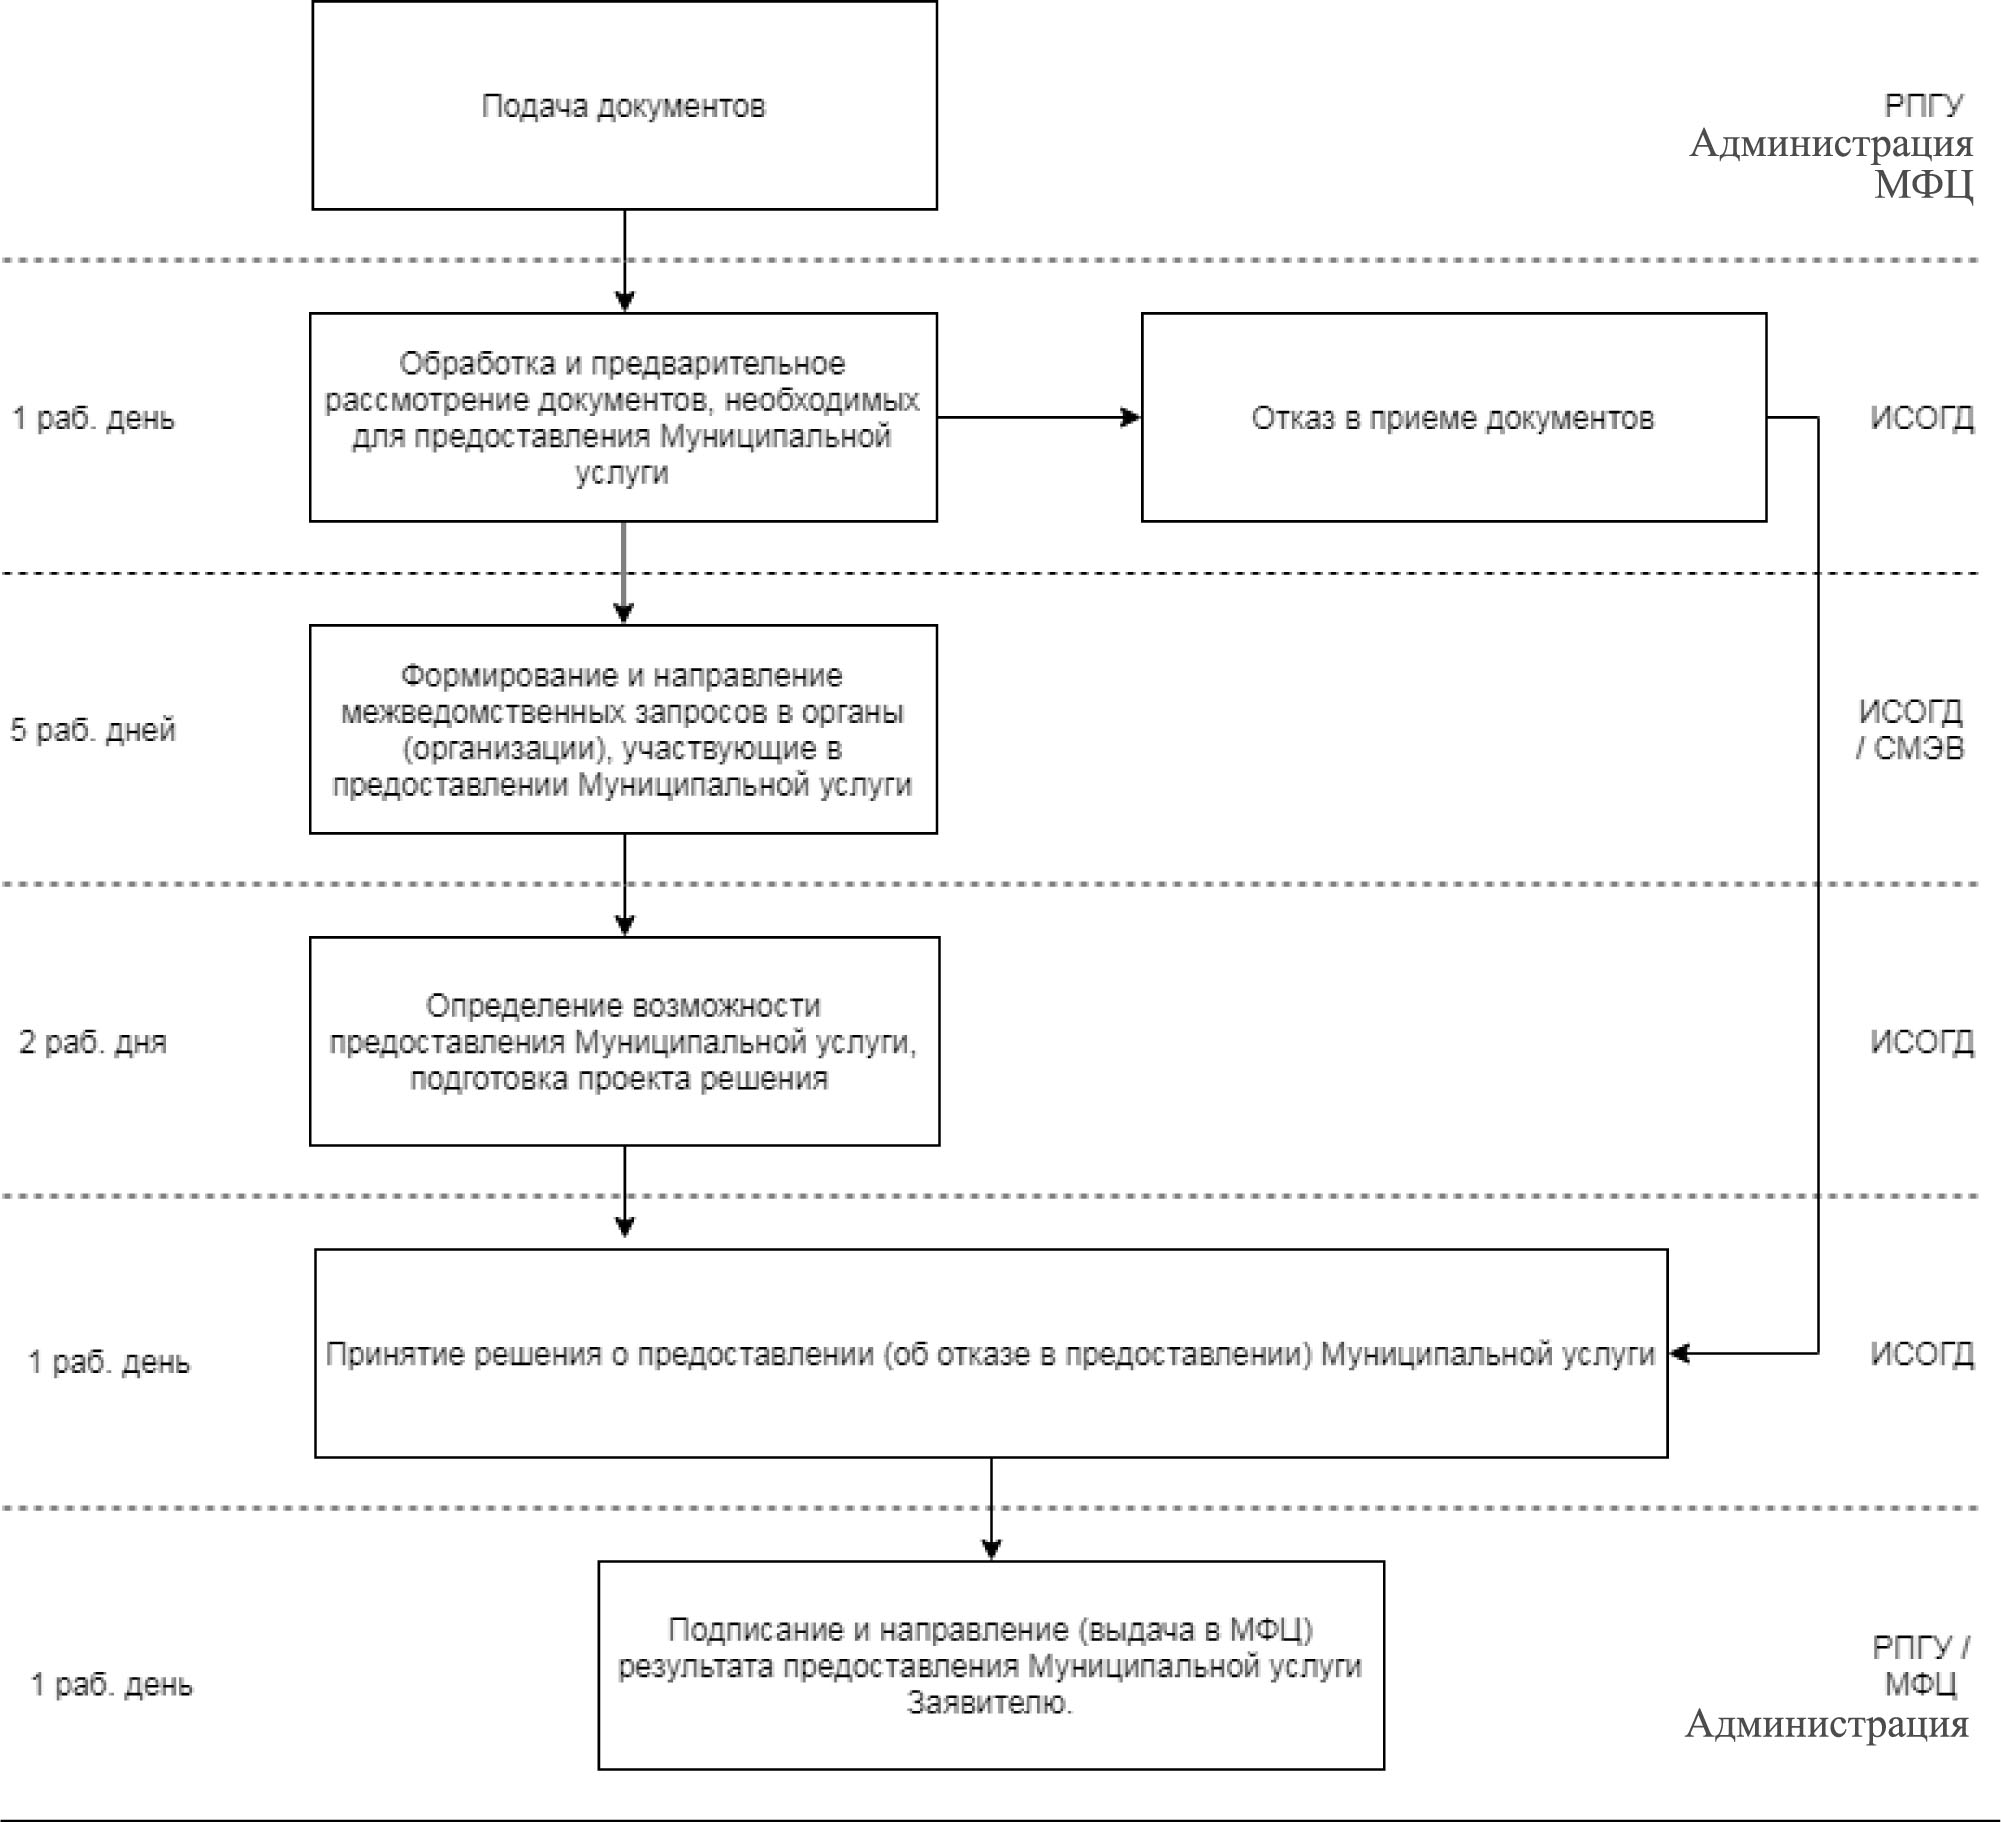 Подача документов
РПГУ
Администрация
МФЦ
1 раб. день
Обработка и предварительное
рассмотрение документов, необходимых
для предоставления Муниципальной
услуги
Отказ в приеме документов
ИСОГД
5 раб. дней
Формирование и направление
межведомственных запросов в органы
(организации), участвующие в
предоставлении Муниципальной услуги
ИСОГД
/ СМЭВ
2 раб. дня
Определение возможности
предоставления Муниципальной услуги,
подготовка проекта решения
ИСОГД
1 раб. день
Принятие решения о предоставлении (об отказе в предоставлении) Муниципальной услуги
ИСОГД
1 раб. день
Подписание и направление (выдача в МФЦ)
результата предоставления Муниципальной услуги
Заявителю.
РПГУ /
МФЦ
Администрация